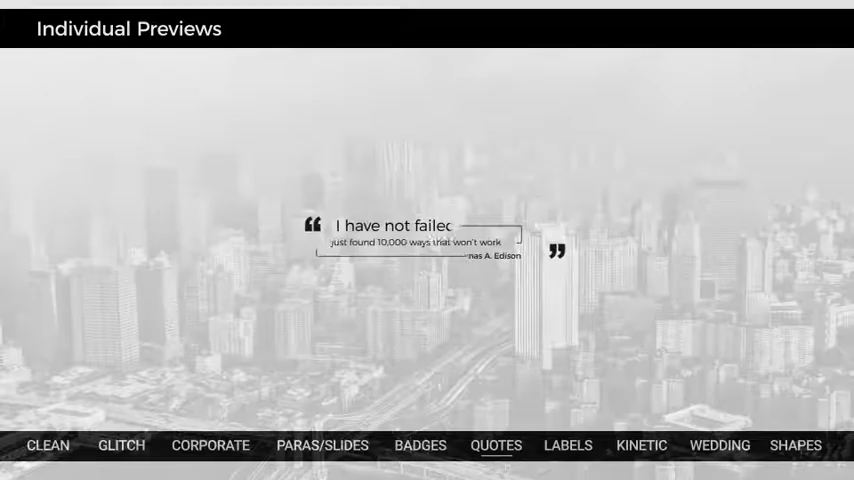 Individual Previews
“ I have not failed
just found 10,000 ways that won't work ”
nas A. Edison
CLEAN GLITCH CORPORATE PARAS/SLIDES BADGES QUOTES LABELS KINETIC WEDDING SHAPES